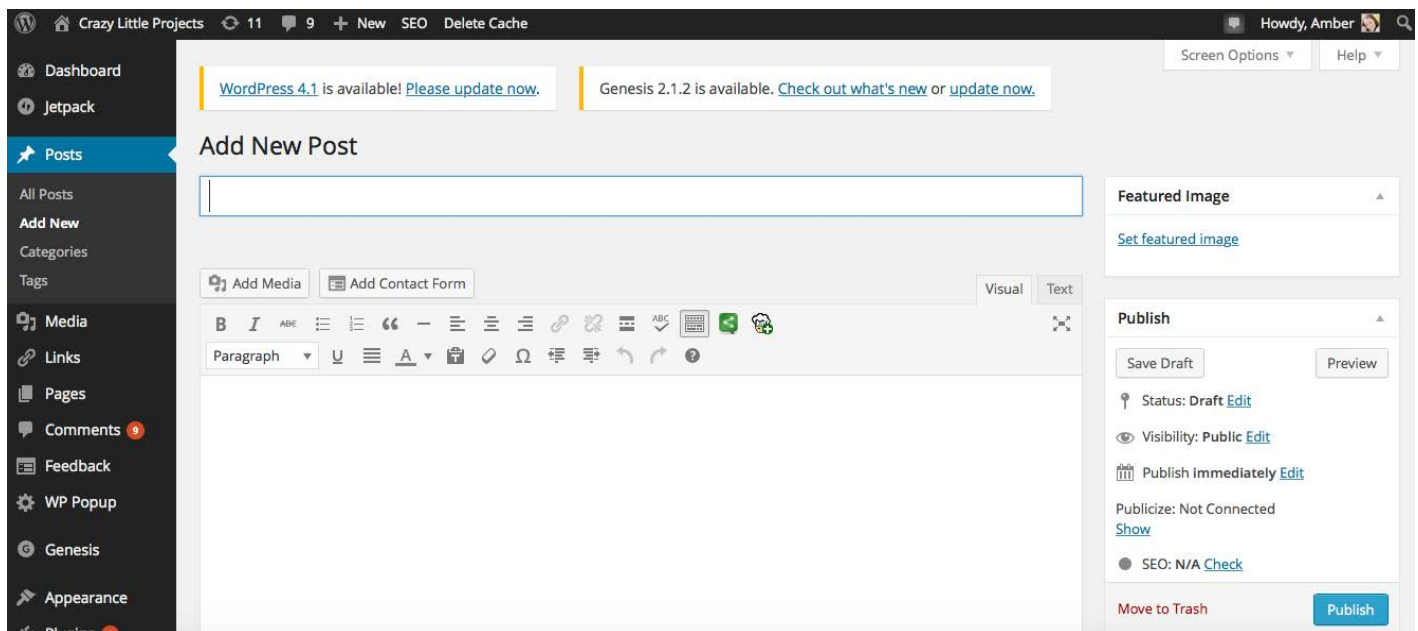 Crazy Little Projects 11 9 + New SEO Delete Cache Howdy, Amber
Screen Options Help
Dashboard
Jetpack
Posts
All Posts
Add New
Categories
Tags
Media
Links
Pages
Comments 9
Feedback
WP Popup
Genesis
Appearance
Plugins
WordPress 4.1 is available! Please update now.
Genesis 2.1.2 is available. Check out what's new or update now.
Add New Post
Add Media Add Contact Form
Visual Text
B I ABC ABC
Paragraph U A Ω
Featured Image
Set featured image
Publish
Save Draft Preview
Status: Draft Edit
Visibility: Public Edit
Publish immediately Edit
Publicize: Not Connected
Show
SEO: N/A Check
Move to Trash Publish